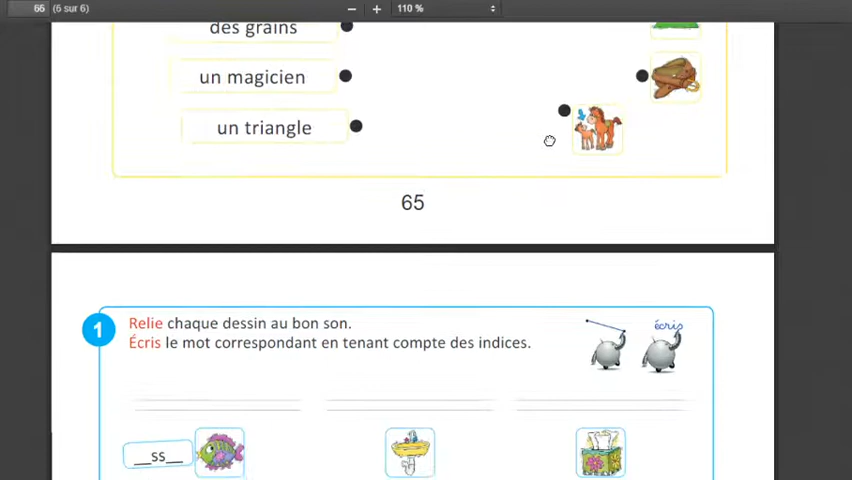 66 (6 sur 6) — + 110 %
des grains
un magicien
un triangle
65
1 Relie chaque dessin au bon son. écris
Écris le mot correspondant en tenant compte des indices.
__ss__